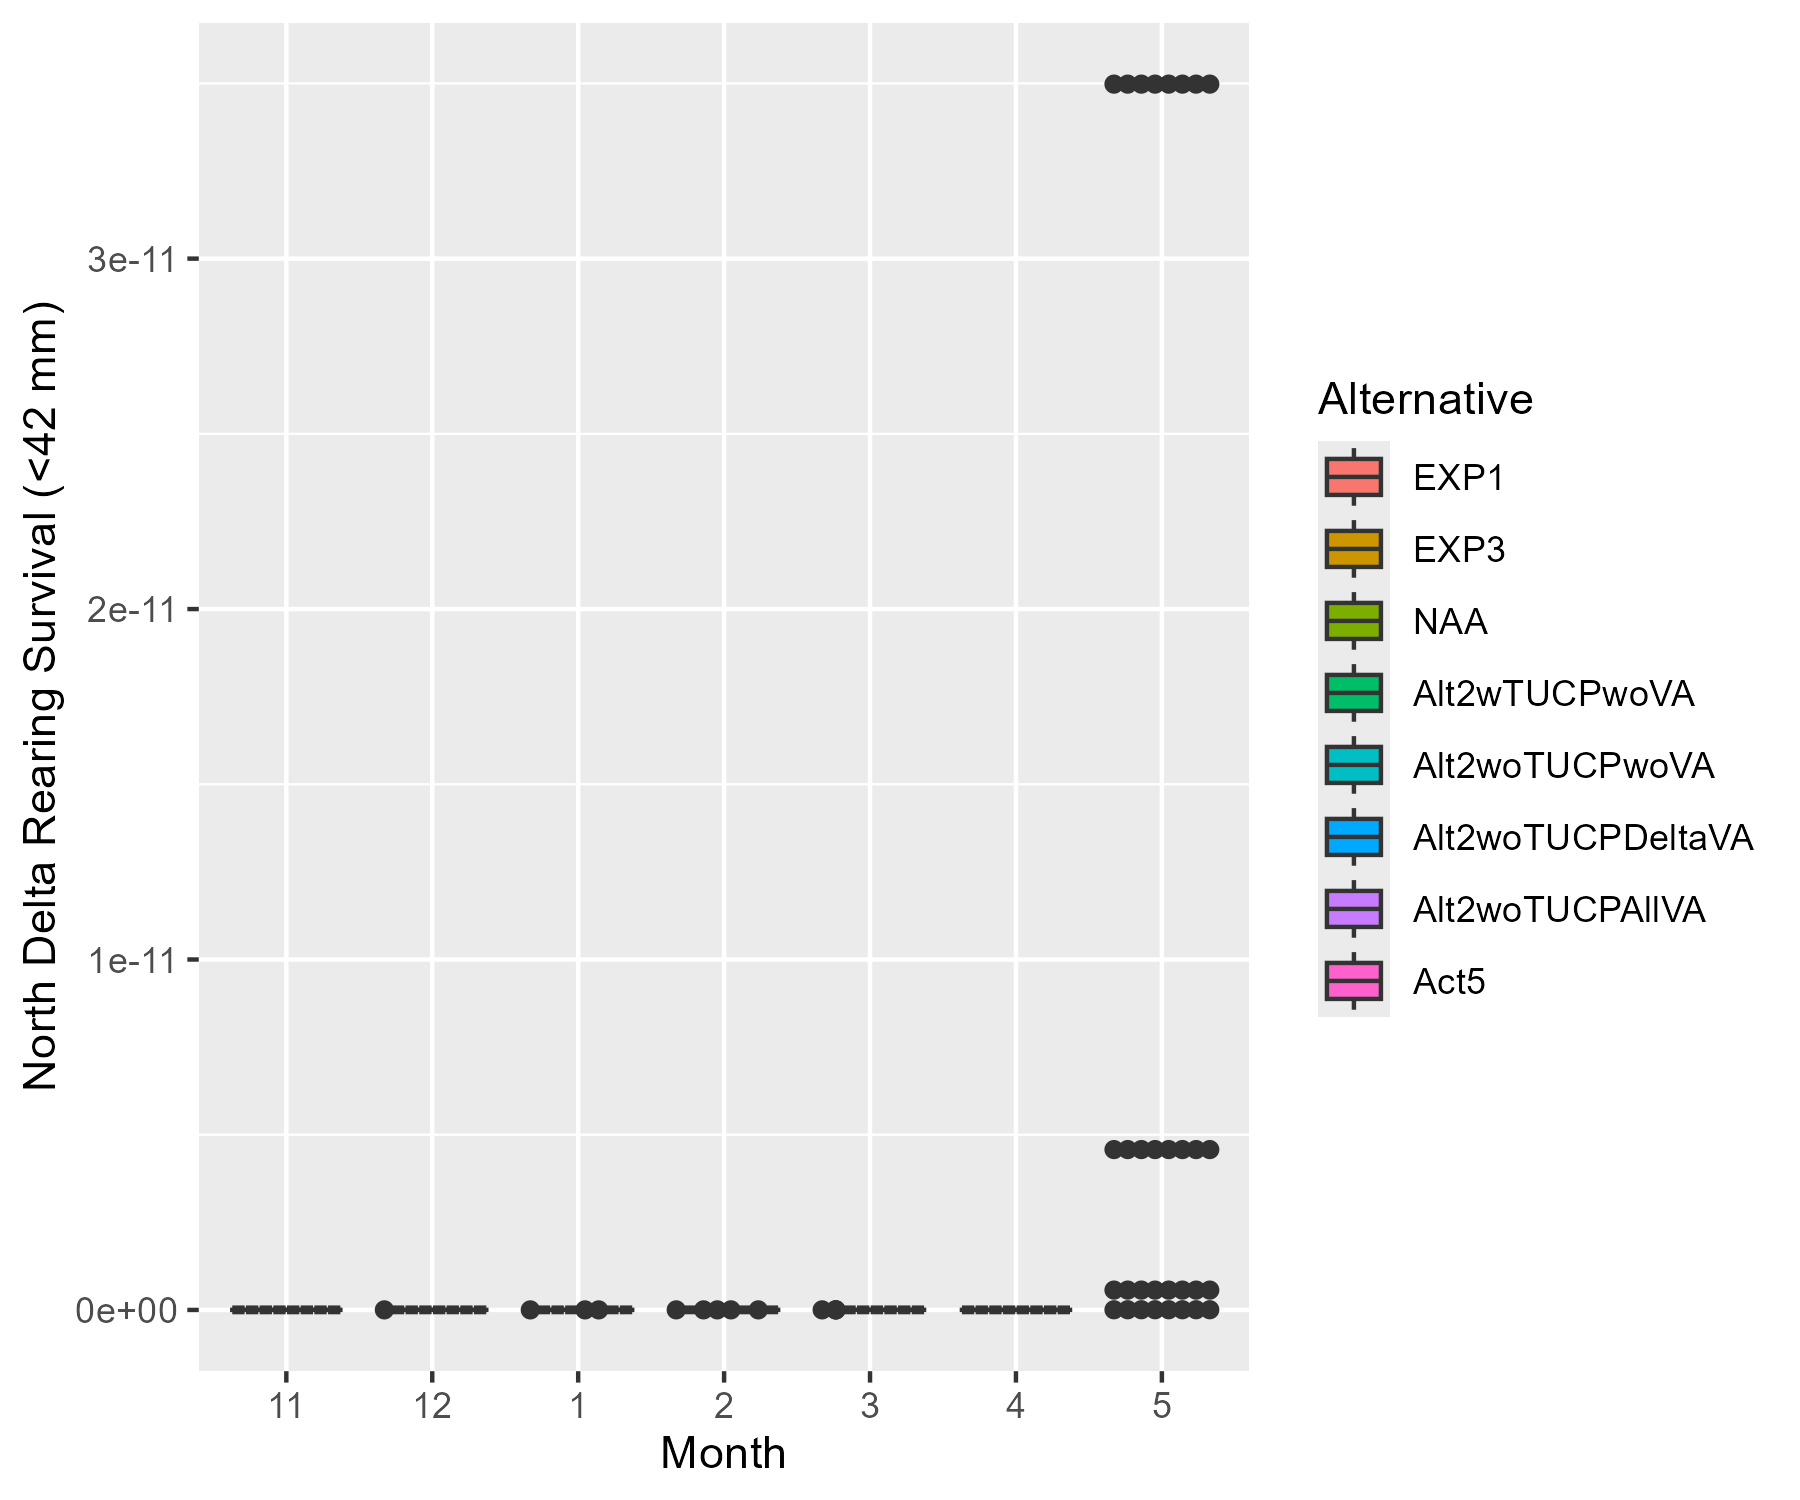 North Delta Rearing Survival (<42 mm)
3e-11
2e-11
1e-11
0e+00
11 12 1 2 3 4 5
Month
Alternative
EXP1
EXP3
NAA
Alt2wTUCPwoVA
Alt2woTUCPwoVA
Alt2woTUCPDeltaVA
Alt2woTUCPAllVA
Act5